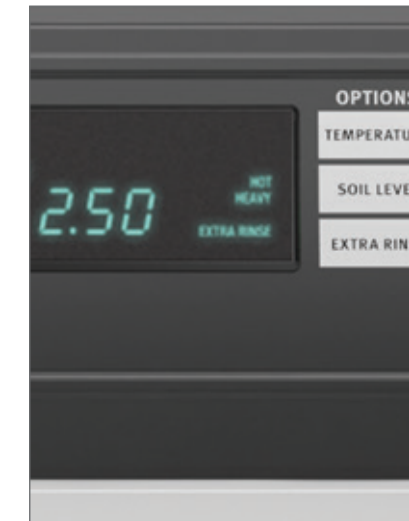 OPTIONS
TEMPERATU
HOT
HEAVY
SOIL LEVE
2.50
EXTRA RINSE
EXTRA RIN